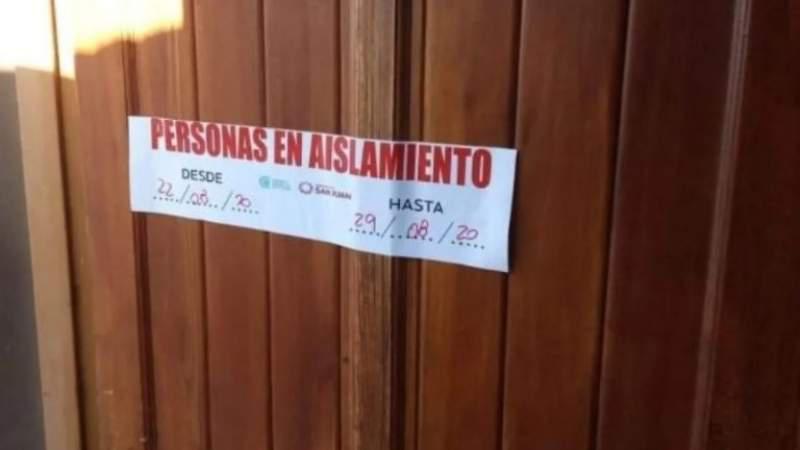 PERSONAS EN AISLAMIENTO
DESDE
22/08/20
SAN JUAN
HASTA
29/08/20